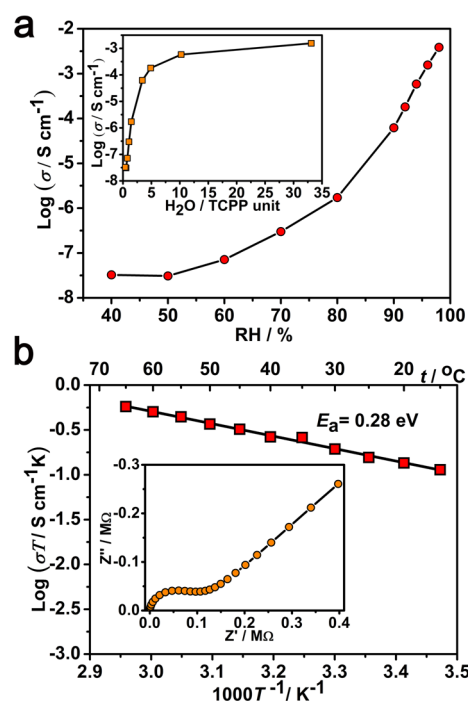 a
-2
-3
-4
-5
-6
-7
-8
Log (σ / S cm⁻¹)
-2
-3
-4
-5
-6
-7
-8
Log (σ / S cm⁻¹)
0 5 10 15 20 25 30 35
H₂O / TCPP unit
40 50 60 70 80 90 100
RH / %
b
70 60 50 40 30 20 t / °C
0.0
-0.5
-1.0
-1.5
-2.0
-2.5
-3.0
Log (σT / S cm⁻¹K)
Eₐ= 0.28 eV
-0.3
-0.2
-0.1
0.0
Z'' / MΩ
0.0 0.1 0.2 0.3 0.4
Z' / MΩ
2.9 3.0 3.1 3.2 3.3 3.4 3.5
1000T⁻¹/ K⁻¹